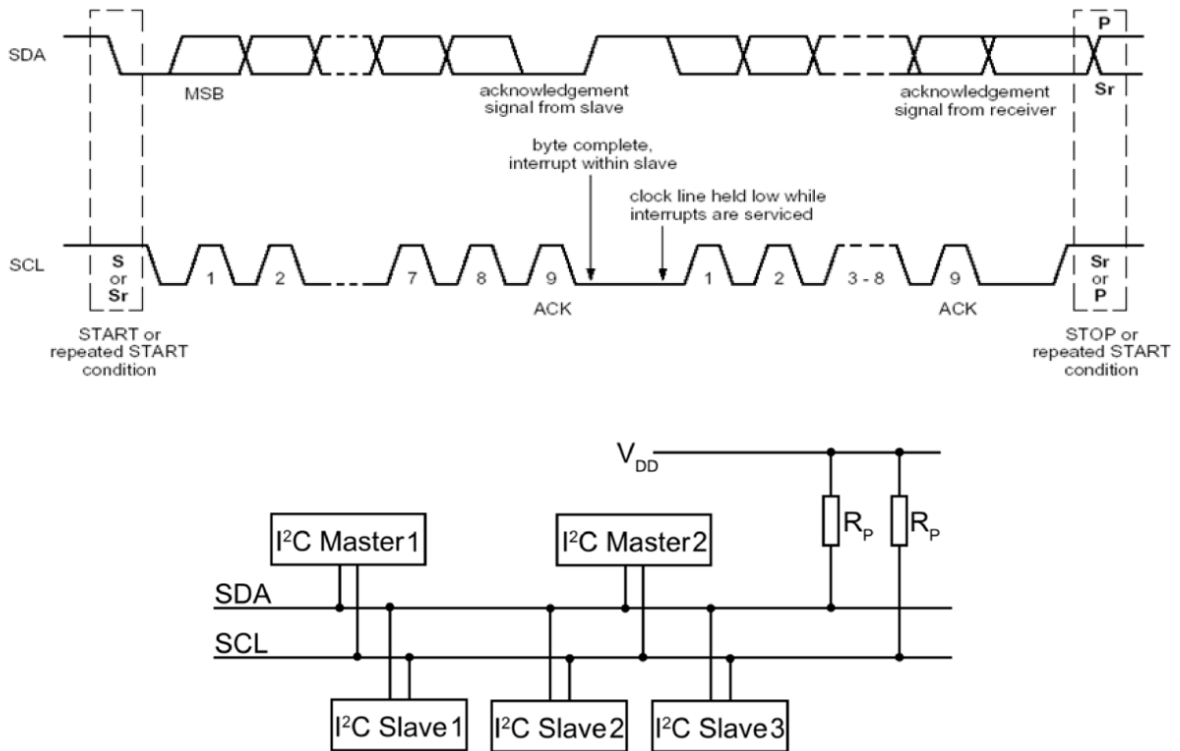 P
SDA
MSB
acknowledgement
signal from slave
acknowledgement
signal from receiver
Sr
byte complete,
interrupt within slave
clock line held low while
interrupts are serviced
SCL
S
or
Sr
1
2
7
8
9
1
2
3 - 8
9
Sr
or
P
ACK
ACK
START or
repeated START
condition
STOP or
repeated START
condition
VDD
RP
RP
I²C Master1
I²C Master2
SDA
SCL
I²C Slave1
I²C Slave2
I²C Slave3